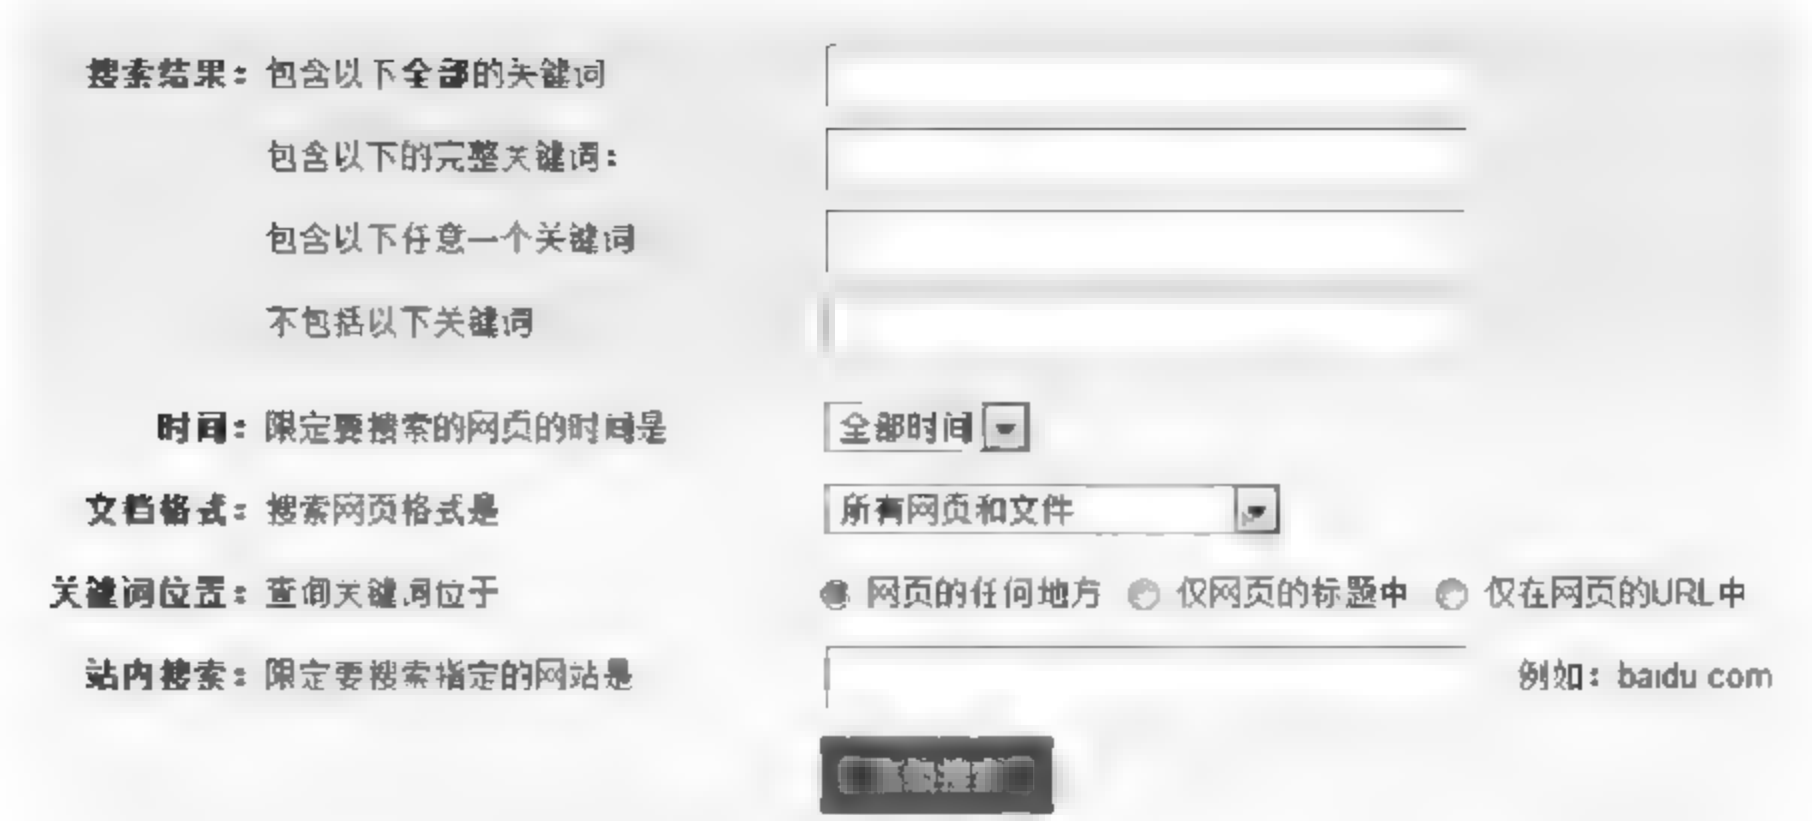 搜索结果：包含以下全部的关键词
包含以下的完整关键词：
包含以下任意一个关键词
不包括以下关键词
时间：限定要搜索的网页的时间是 全部时间
文档格式：搜索网页格式是 所有网页和文件
关键词位置：查询关键词位于 网页的任何地方 仅网页的标题中 仅在网页的URL中
站内搜索：限定要搜索指定的网站是 例如：baidu com